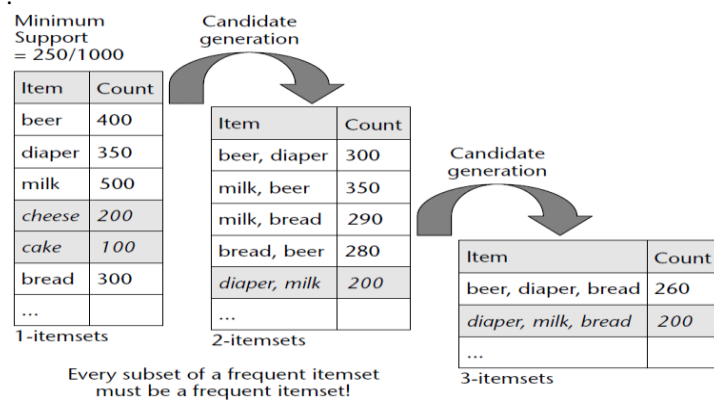 .
Minimum
Support
= 250/1000
Candidate
generation
Item Count
beer 400
diaper 350
milk 500
cheese 200
cake 100
bread 300
...
1-itemsets
Item Count
beer, diaper 300
milk, beer 350
milk, bread 290
bread, beer 280
diaper, milk 200
...
2-itemsets
Candidate
generation
Item Count
beer, diaper, bread 260
diaper, milk, bread 200
...
3-itemsets
Every subset of a frequent itemset
must be a frequent itemset!